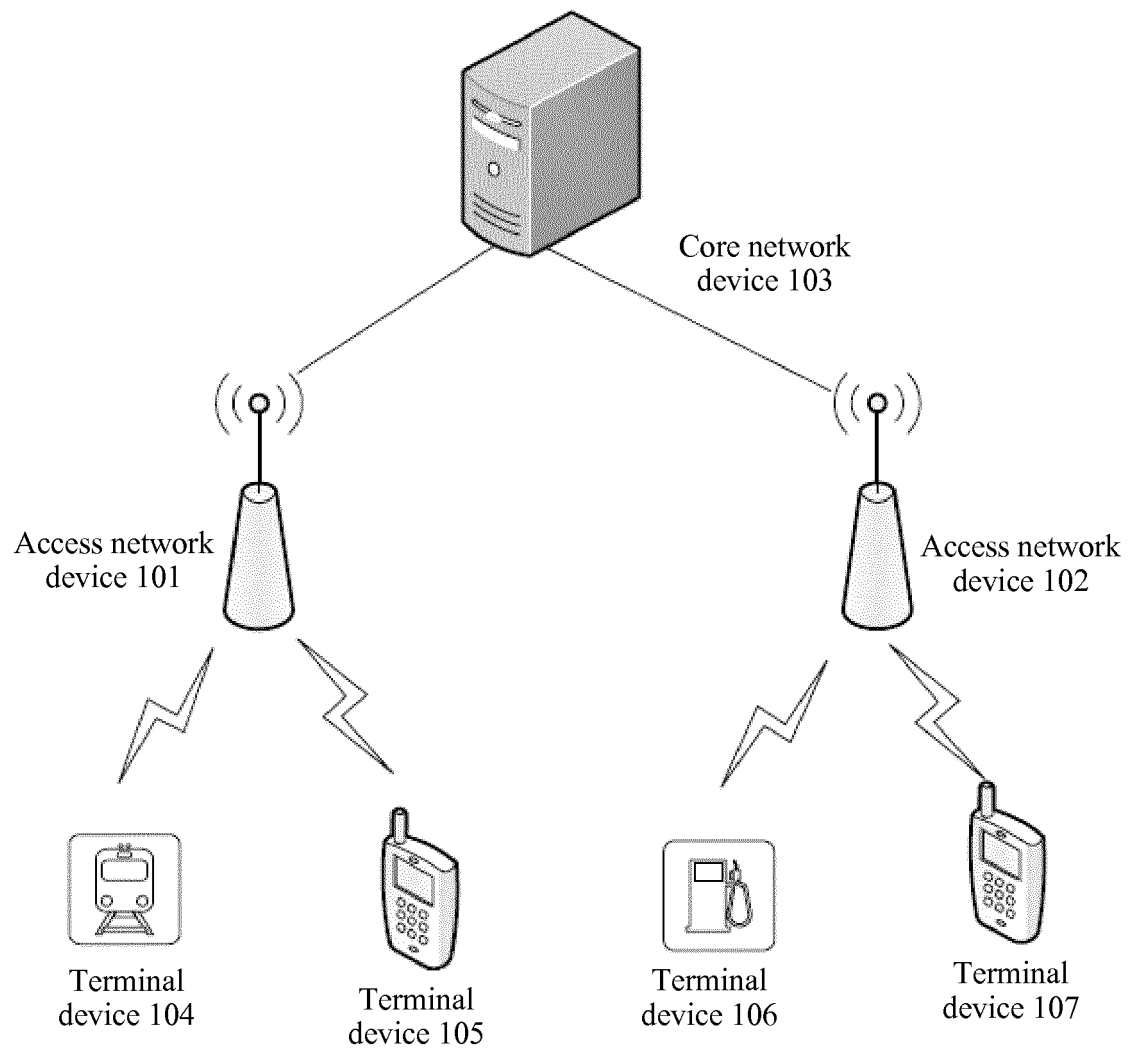 Core network
device 103
Access network
device 101
Access network
device 102
Terminal
device 104
Terminal
device 105
Terminal
device 106
Terminal
device 107